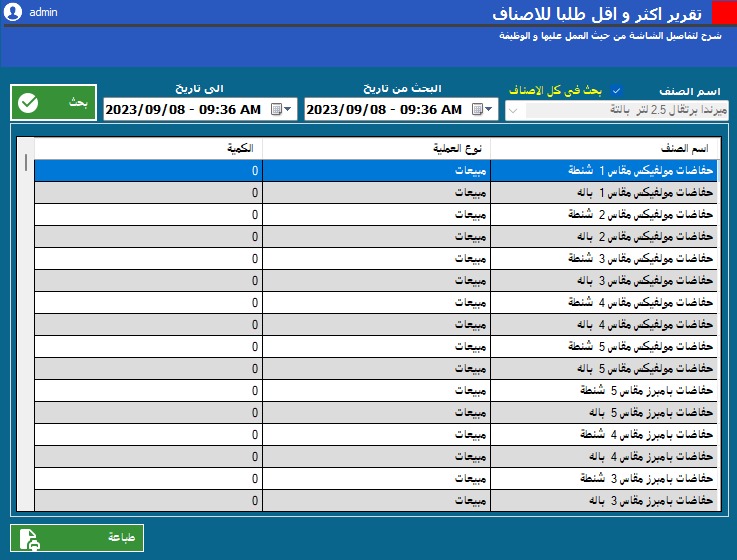 admin
تقرير اكثر و اقل طلبا للاصناف
شرح لتفاصيل الشاشة من حيث العمل عليها و الوظيفة
اسم الصنف
بحث في كل الاصناف
البحث من تاريخ
الى تاريخ
ميرندا برتقال 2.5 لتر بالتة
2023/09/08 - 09:36 AM
2023/09/08 - 09:36 AM
بحث
اسم الصنف نوع العملية الكمية
حفاضات مولفيكس مقاس 1 شنطة مبيعات 0
حفاضات مولفيكس مقاس 1 باله مبيعات 0
حفاضات مولفيكس مقاس 2 شنطة مبيعات 0
حفاضات مولفيكس مقاس 2 باله مبيعات 0
حفاضات مولفيكس مقاس 3 شنطة مبيعات 0
حفاضات مولفيكس مقاس 3 باله مبيعات 0
حفاضات مولفيكس مقاس 4 شنطة مبيعات 0
حفاضات مولفيكس مقاس 4 باله مبيعات 0
حفاضات مولفيكس مقاس 5 شنطة مبيعات 0
حفاضات مولفيكس مقاس 5 باله مبيعات 0
حفاضات بامبرز مقاس 5 شنطة مبيعات 0
حفاضات بامبرز مقاس 5 باله مبيعات 0
حفاضات بامبرز مقاس 4 شنطة مبيعات 0
حفاضات بامبرز مقاس 4 باله مبيعات 0
حفاضات بامبرز مقاس 3 شنطة مبيعات 0
حفاضات بامبرز مقاس 3 باله مبيعات 0
طباعة